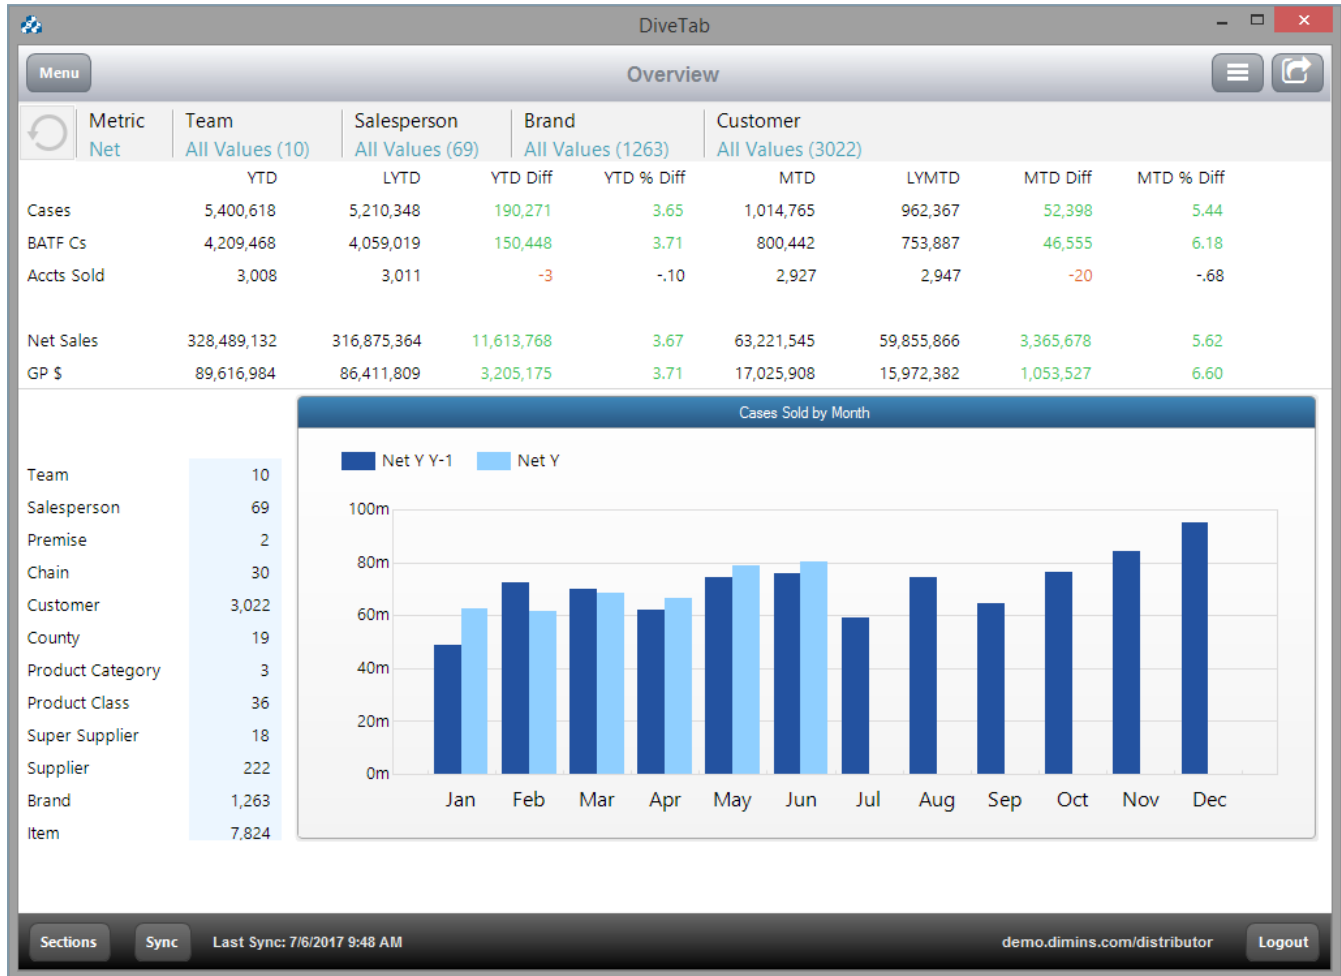 DiveTab
Menu Overview
Metric Team Salesperson Brand Customer
Net All Values (10) All Values (69) All Values (1263) All Values (3022)
YTD LYTD YTD Diff YTD % Diff MTD LYMTD MTD Diff MTD % Diff
Cases 5,400,618 5,210,348 190,271 3.65 1,014,765 962,367 52,398 5.44
BATF Cs 4,209,468 4,059,019 150,448 3.71 800,442 753,887 46,555 6.18
Accts Sold 3,008 3,011 -3 -.10 2,927 2,947 -20 -.68
Net Sales 328,489,132 316,875,364 11,613,768 3.67 63,221,545 59,855,866 3,365,678 5.62
GP $ 89,616,984 86,411,809 3,205,175 3.71 17,025,908 15,972,382 1,053,527 6.60
Team 10
Salesperson 69
Premise 2
Chain 30
Customer 3,022
County 19
Product Category 3
Product Class 36
Super Supplier 18
Supplier 222
Brand 1,263
Item 7,824
Cases Sold by Month
Net Y Y-1 Net Y
100m
80m
60m
40m
20m
0m
Jan Feb Mar Apr May Jun Jul Aug Sep Oct Nov Dec
Sections Sync Last Sync: 7/6/2017 9:48 AM demo.dimins.com/distributor Logout